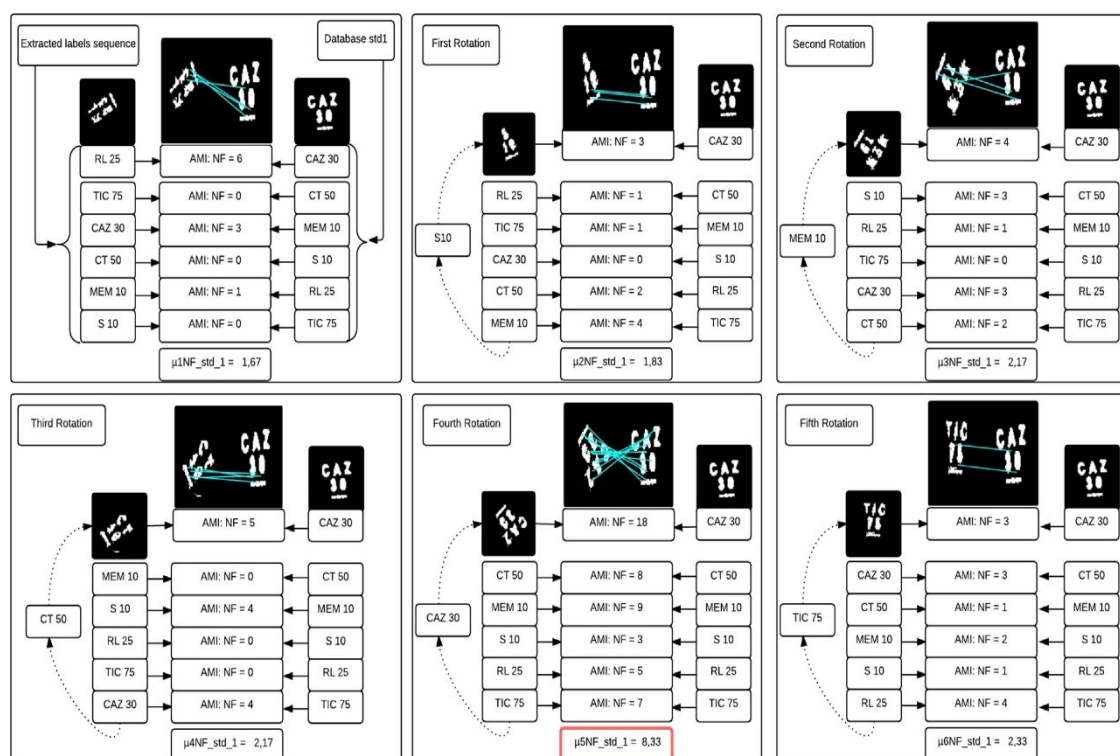 Extracted labels sequence
Database std1
CAZ
30
CAZ
30
RL 25 AMI: NF = 6 CAZ 30
TIC 75 AMI: NF = 0 CT 50
CAZ 30 AMI: NF = 3 MEM 10
CT 50 AMI: NF = 0 S 10
MEM 10 AMI: NF = 1 RL 25
S 10 AMI: NF = 0 TIC 75
µ1NF_std_1 = 1,67
First Rotation
CAZ
30
CAZ
30
AMI: NF = 3 CAZ 30
RL 25 AMI: NF = 1 CT 50
TIC 75 AMI: NF = 1 MEM 10
S10
CAZ 30 AMI: NF = 0 S 10
CT 50 AMI: NF = 2 RL 25
MEM 10 AMI: NF = 4 TIC 75
µ2NF_std_1 = 1,83
Second Rotation
CAZ
30
CAZ
30
AMI: NF = 4 CAZ 30
S 10 AMI: NF = 3 CT 50
RL 25 AMI: NF = 1 MEM 10
MEM 10
TIC 75 AMI: NF = 0 S 10
CAZ 30 AMI: NF = 3 RL 25
CT 50 AMI: NF = 2 TIC 75
µ3NF_std_1 = 2,17
Third Rotation
CAZ
30
CAZ
30
AMI: NF = 5 CAZ 30
MEM 10 AMI: NF = 0 CT 50
S 10 AMI: NF = 4 MEM 10
CT 50
RL 25 AMI: NF = 0 S 10
TIC 75 AMI: NF = 0 RL 25
CAZ 30 AMI: NF = 4 TIC 75
µ4NF_std_1 = 2,17
Fourth Rotation
CAZ
30
CAZ
30
AMI: NF = 18 CAZ 30
CT 50 AMI: NF = 8 CT 50
MEM 10 AMI: NF = 9 MEM 10
CAZ 30
S 10 AMI: NF = 3 S 10
RL 25 AMI: NF = 5 RL 25
TIC 75 AMI: NF = 7 TIC 75
µ5NF_std_1 = 8,33
Fifth Rotation
TIC CAZ
75 30
TIC
75
CAZ
30
AMI: NF = 3 CAZ 30
CAZ 30 AMI: NF = 3 CT 50
CT 50 AMI: NF = 1 MEM 10
TIC 75
MEM 10 AMI: NF = 2 S 10
S 10 AMI: NF = 1 RL 25
RL 25 AMI: NF = 4 TIC 75
µ6NF_std_1 = 2,33